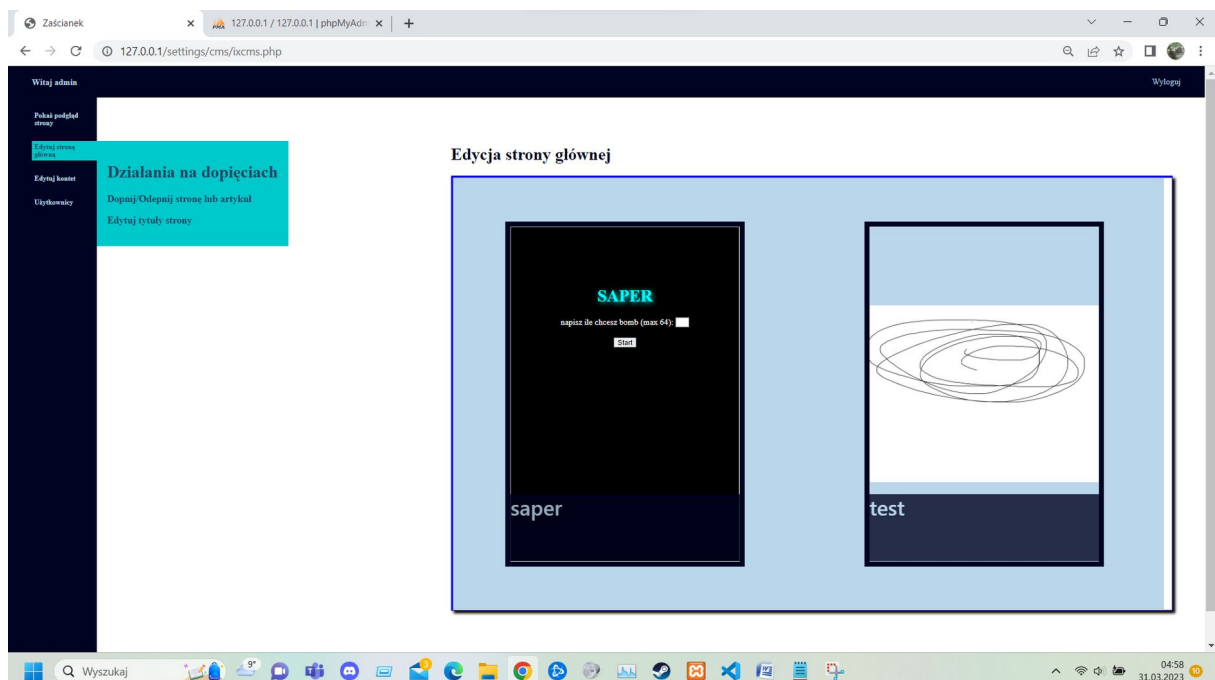 Zaścianek
127.0.0.1 / 127.0.0.1 | phpMyAdm
127.0.0.1/settings/cms/ixcms.php
Witaj admin
Wyloguj
Pokaż podgląd
strony
Edytuj stronę
główną
Edytuj kontet
Użytkownicy
Działania na dopięciach
Dopnij/Odepnij stronę lub artykuł
Edytuj tytuły strony
Edycja strony głównej
SAPER
napisz ile chcesz bomb (max 64):
Start
saper
test
Wyszukaj
9°
04:58
31.03.2023
10